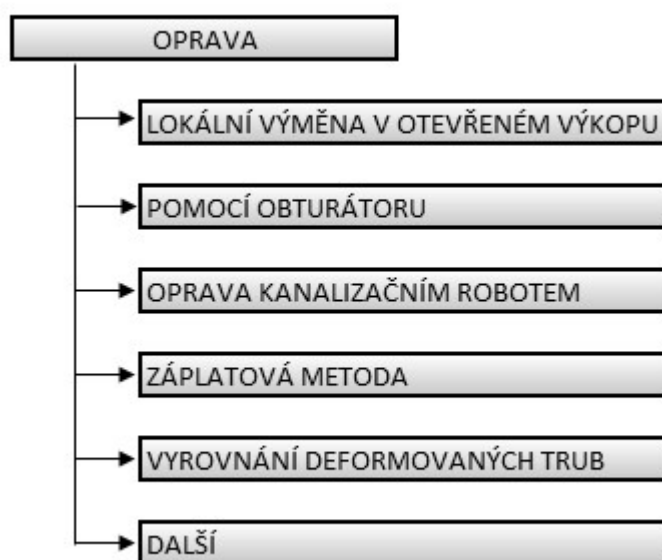 OPRAVA
LOKÁLNÍ VÝMĚNA V OTEVŘENÉM VÝKOPU
POMOCÍ OBTURÁTORU
OPRAVA KANALIZAČNÍM ROBOTEM
ZÁPLATOVÁ METODA
VYROVNÁNÍ DEFORMOVANÝCH TRUB
DALŠÍ